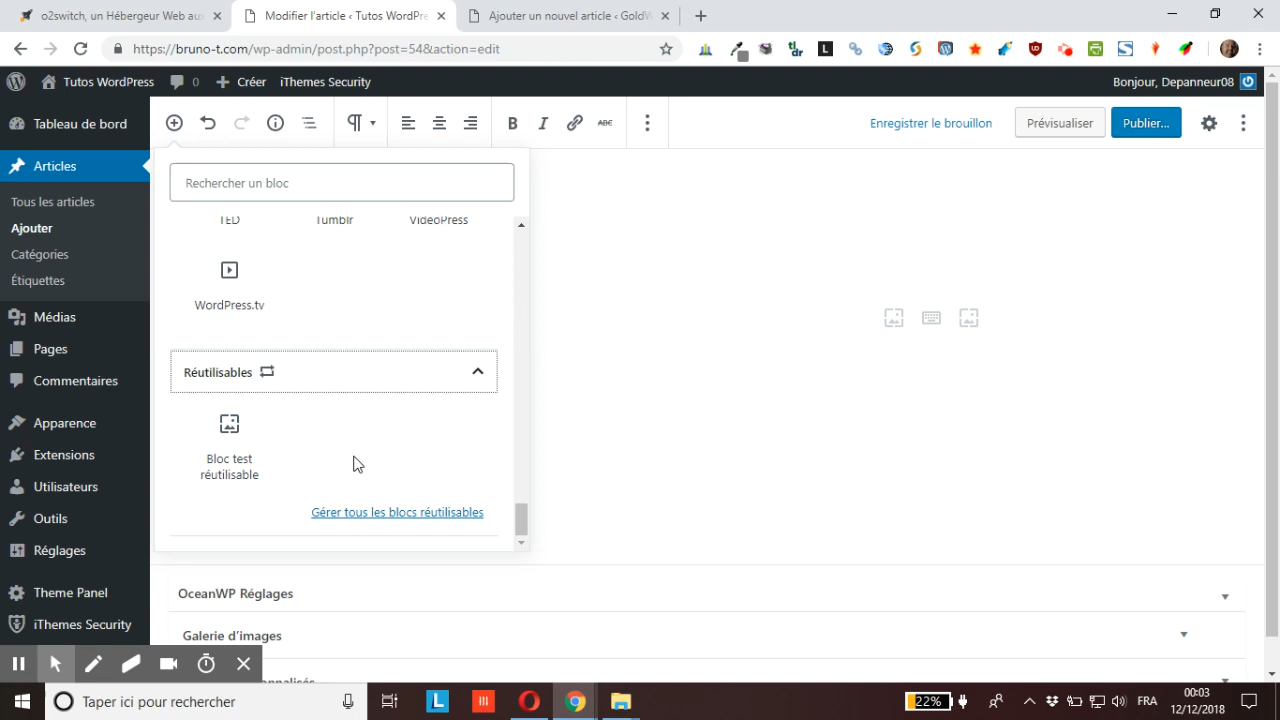 o2switch, un Hébergeur Web aux
Modifier l'article ‹ Tutos WordPre
Ajouter un nouvel article ‹ GoldW
https://bruno-t.com/wp-admin/post.php?post=54&action=edit
Tutos WordPress
0
Créer
iThemes Security
Bonjour, Depanneur08
Tableau de bord
Articles
Tous les articles
Ajouter
Catégories
Étiquettes
Médias
Pages
Commentaires
Apparence
Extensions
Utilisateurs
Outils
Réglages
Theme Panel
iThemes Security
B
I
ABC
Enregistrer le brouillon
Prévisualiser
Publier...
Rechercher un bloc
TED
Tumblr
VideoPress
WordPress.tv
Réutilisables
Bloc test
réutilisable
Gérer tous les blocs réutilisables
OceanWP Réglages
Galerie d'images
Taper ici pour rechercher
22%
FRA
00:03
12/12/2018